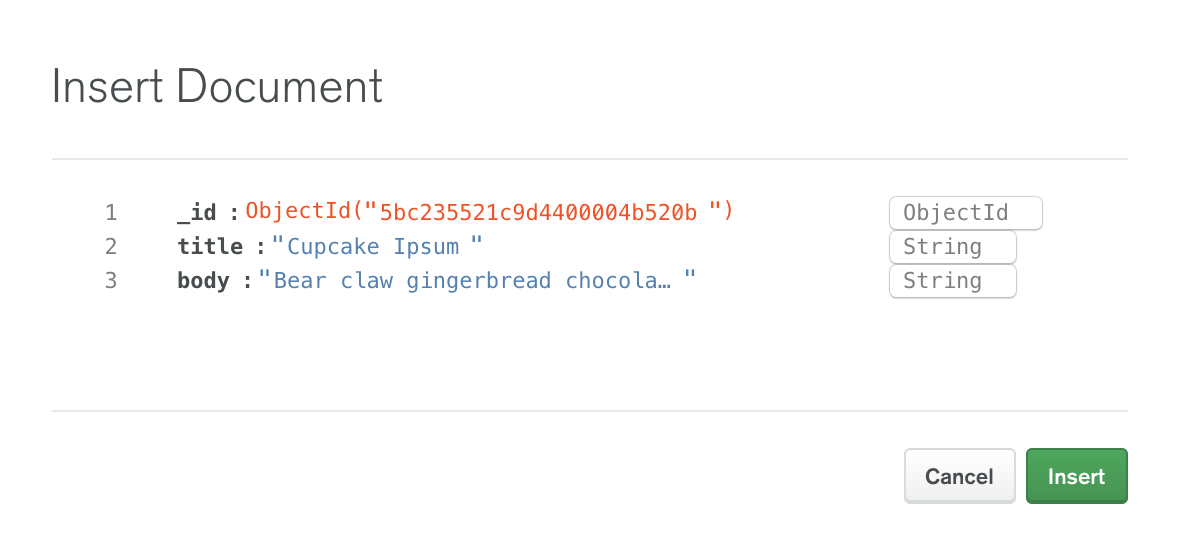 Insert Document
1 _id : ObjectId("5bc235521c9d4400004b520b ") ObjectId
2 title : "Cupcake Ipsum " String
3 body : "Bear claw gingerbread chocola… " String
Cancel Insert